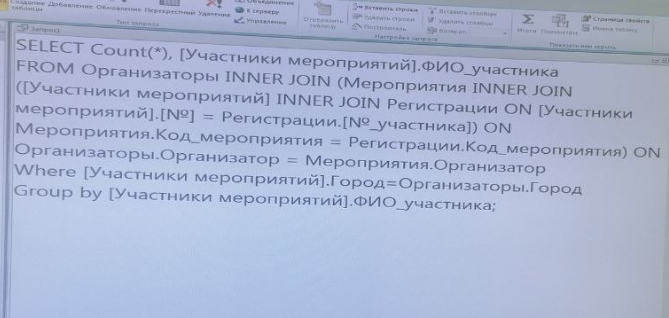 Создание Добавление Обновление Перекрестный Удаление
таблицы
К серверу
Управление
Тип запроса
Отобразить
таблицу
Вставить строки
Удалить строки
Построитель
Настройка запроса
Вставить столбцы
Удалить столбцы
Возврат:
Итоги Параметры
Страница свойств
Имена таблиц
Показать или скрыть
Запрос1
SELECT Count(*), [Участники мероприятий].ФИО_участника
FROM Организаторы INNER JOIN (Мероприятия INNER JOIN
([Участники мероприятий] INNER JOIN Регистрации ON [Участники
мероприятий].[№] = Регистрации.[№_участника]) ON
Мероприятия.Код_мероприятия = Регистрации.Код_мероприятия) ON
Организаторы.Организатор = Мероприятия.Организатор
Where [Участники мероприятий].Город=Организаторы.Город
Group by [Участники мероприятий].ФИО_участника;